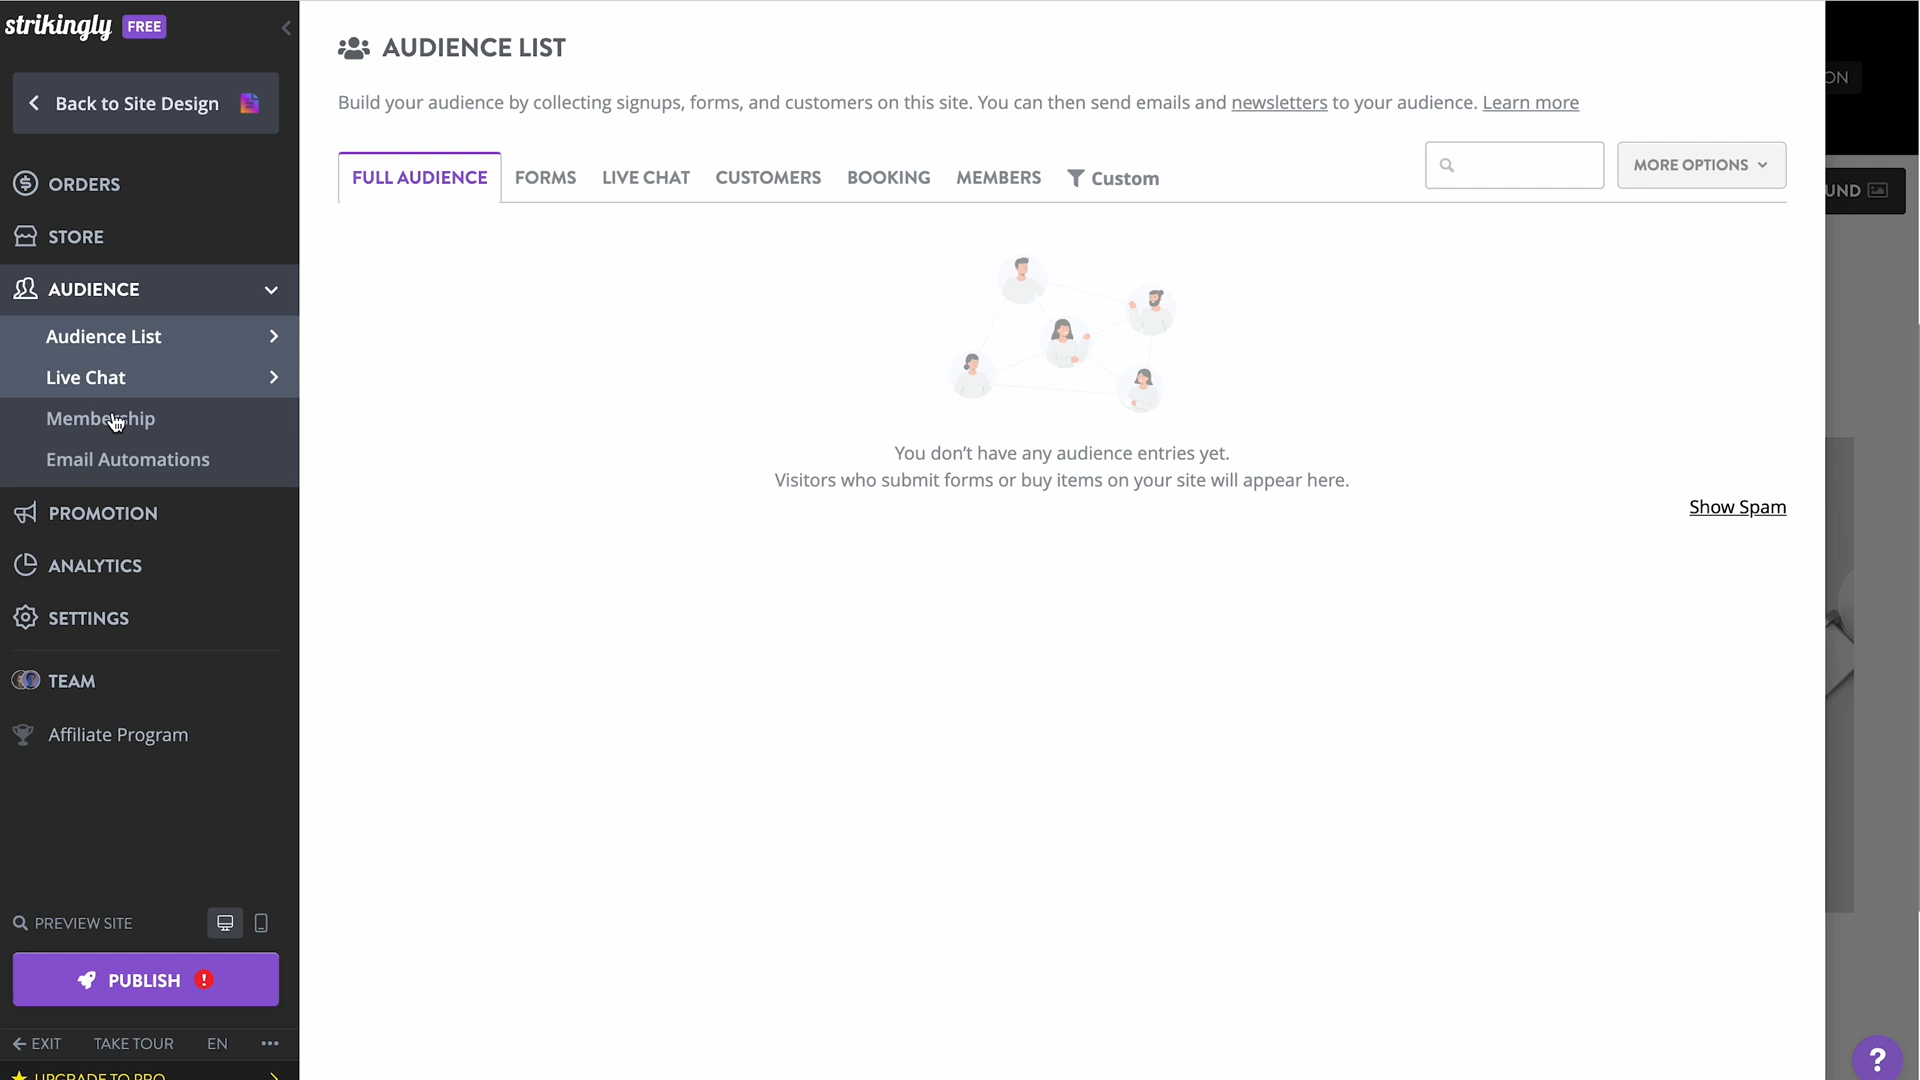 strikingly FREE
Back to Site Design
ORDERS
STORE
AUDIENCE
Audience List
Live Chat
Membership
Email Automations
PROMOTION
ANALYTICS
SETTINGS
TEAM
Affiliate Program
PREVIEW SITE
PUBLISH !
EXIT TAKE TOUR EN •••
UPGRADE TO PRO
AUDIENCE LIST
Build your audience by collecting signups, forms, and customers on this site. You can then send emails and newsletters to your audience. Learn more
FULL AUDIENCE FORMS LIVE CHAT CUSTOMERS BOOKING MEMBERS Custom
MORE OPTIONS
You don’t have any audience entries yet.
Visitors who submit forms or buy items on your site will appear here.
Show Spam
ON
UND
?